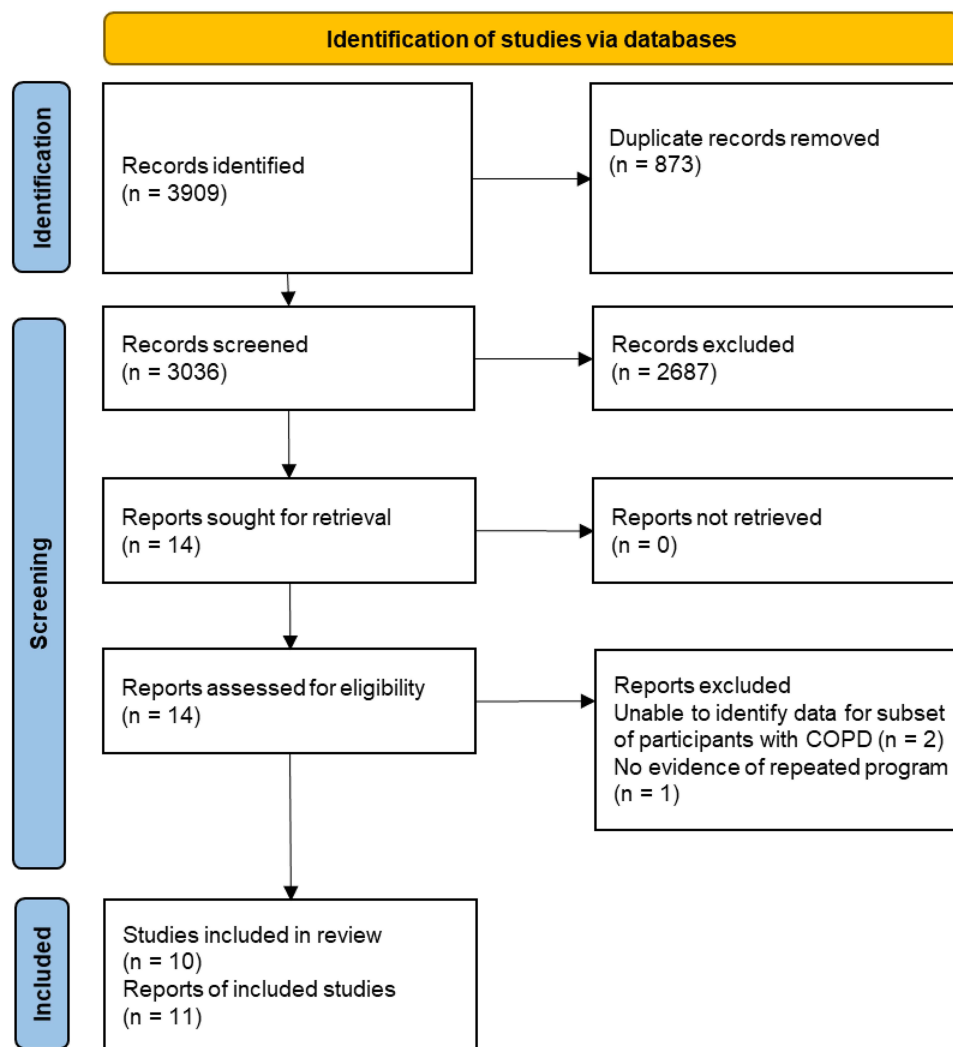 Identification of studies via databases
Identification
Records identified
(n = 3909)
Duplicate records removed
(n = 873)
Screening
Records screened
(n = 3036)
Records excluded
(n = 2687)
Reports sought for retrieval
(n = 14)
Reports not retrieved
(n = 0)
Reports assessed for eligibility
(n = 14)
Reports excluded
Unable to identify data for subset
of participants with COPD (n = 2)
No evidence of repeated program
(n = 1)
Included
Studies included in review
(n = 10)
Reports of included studies
(n = 11)